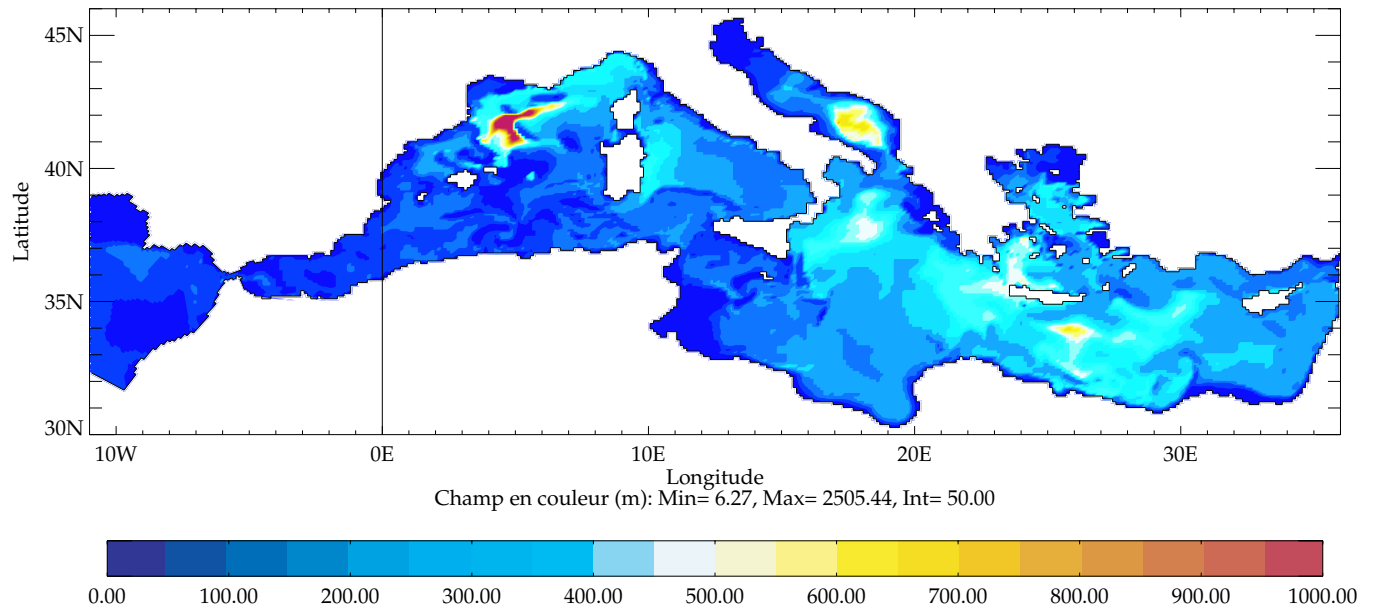 45N
40N
35N
30N
Latitude
10W 0E 10E 20E 30E
Longitude
Champ en couleur (m): Min= 6.27, Max= 2505.44, Int= 50.00
0.00 100.00 200.00 300.00 400.00 500.00 600.00 700.00 800.00 900.00 1000.00